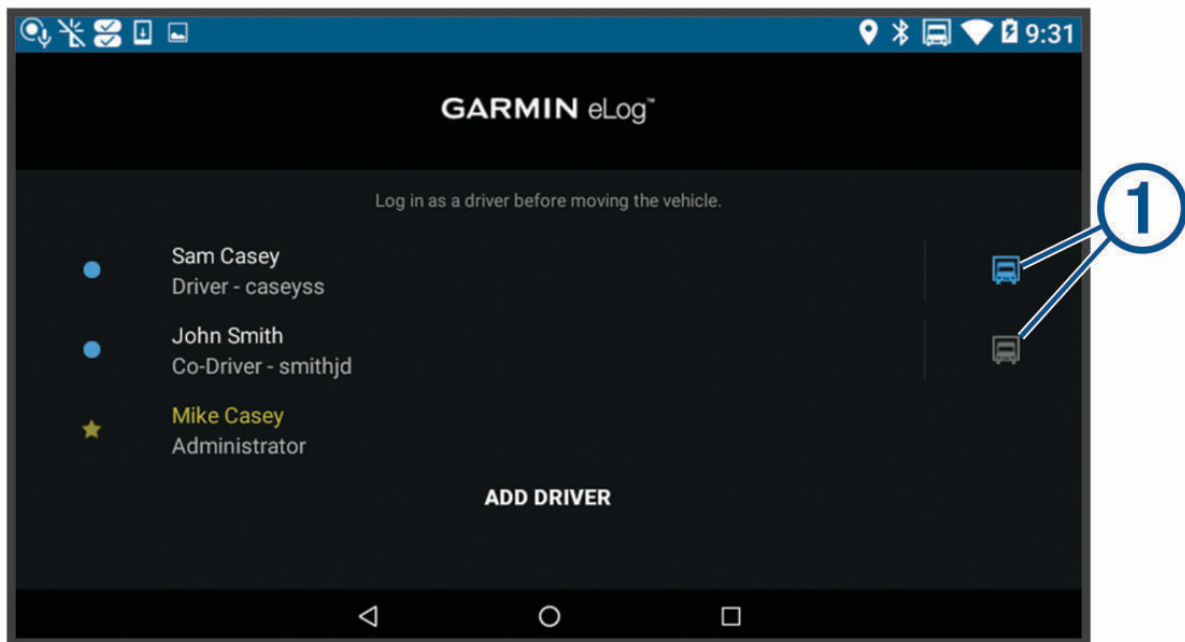 9:31
GARMIN eLog™
Log in as a driver before moving the vehicle.
1
Sam Casey
Driver - caseyss
John Smith
Co-Driver - smithjd
Mike Casey
Administrator
ADD DRIVER